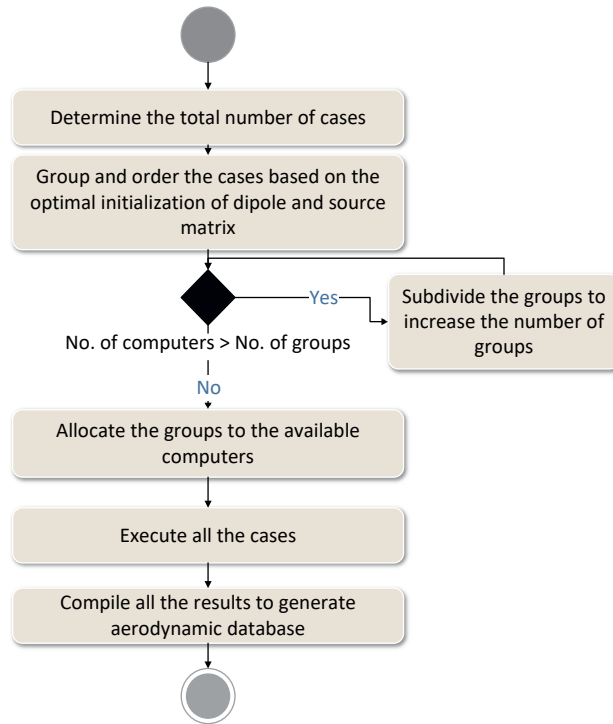 Determine the total number of cases
Group and order the cases based on the
optimal initialization of dipole and source
matrix
Yes
Subdivide the groups to
increase the number of
groups
No. of computers > No. of groups
No
Allocate the groups to the available
computers
Execute all the cases
Compile all the results to generate
aerodynamic database